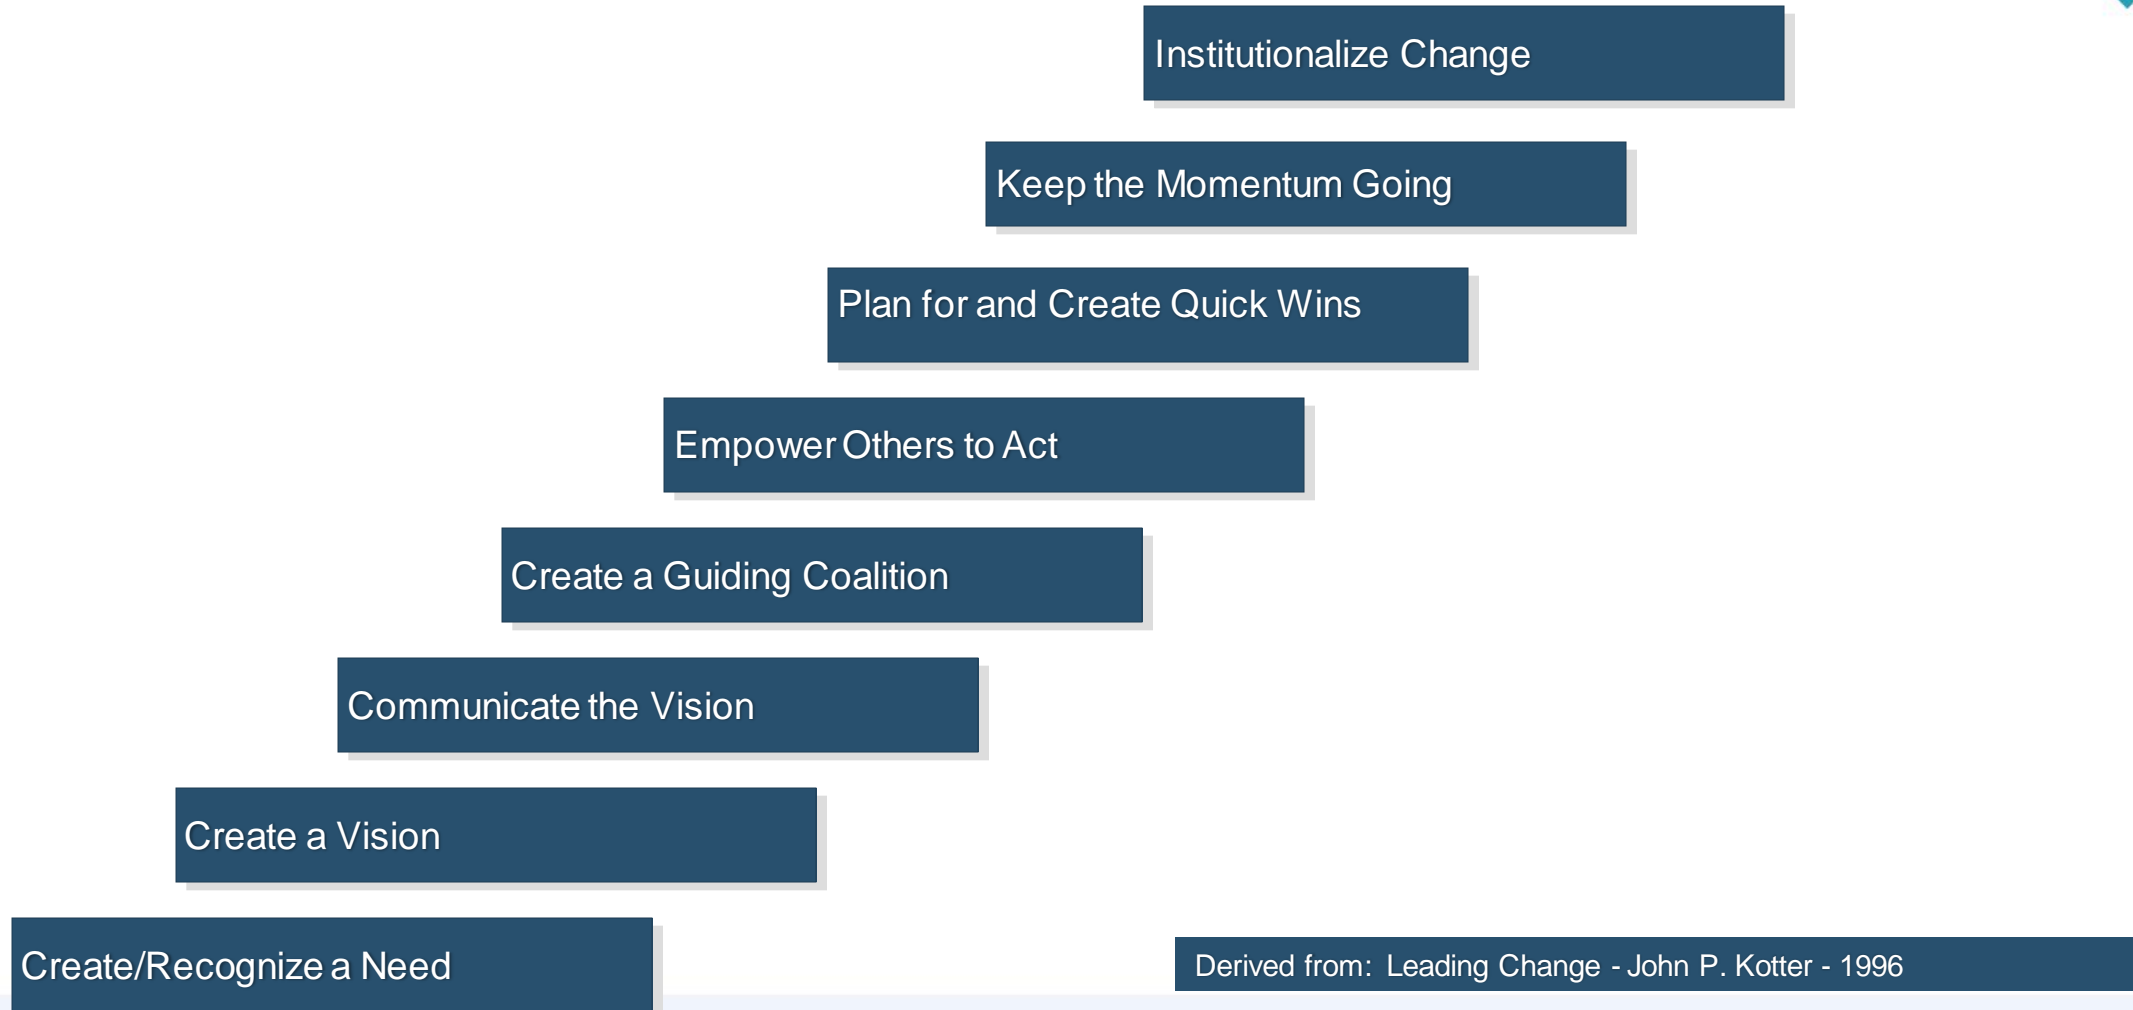 Institutionalize Change
Keep the Momentum Going
Plan for and Create Quick Wins
Empower Others to Act
Create a Guiding Coalition
Communicate the Vision
Create a Vision
Create/Recognize a Need
Derived from: Leading Change - John P. Kotter - 1996